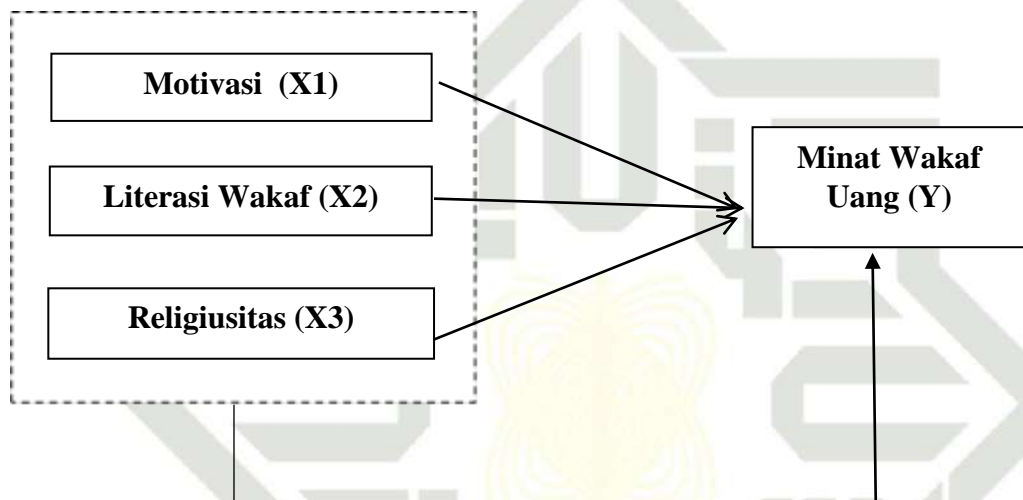 Motivasi  (X1)
Literasi Wakaf (X2)
Religiusitas (X3)
Minat Wakaf
Uang (Y)